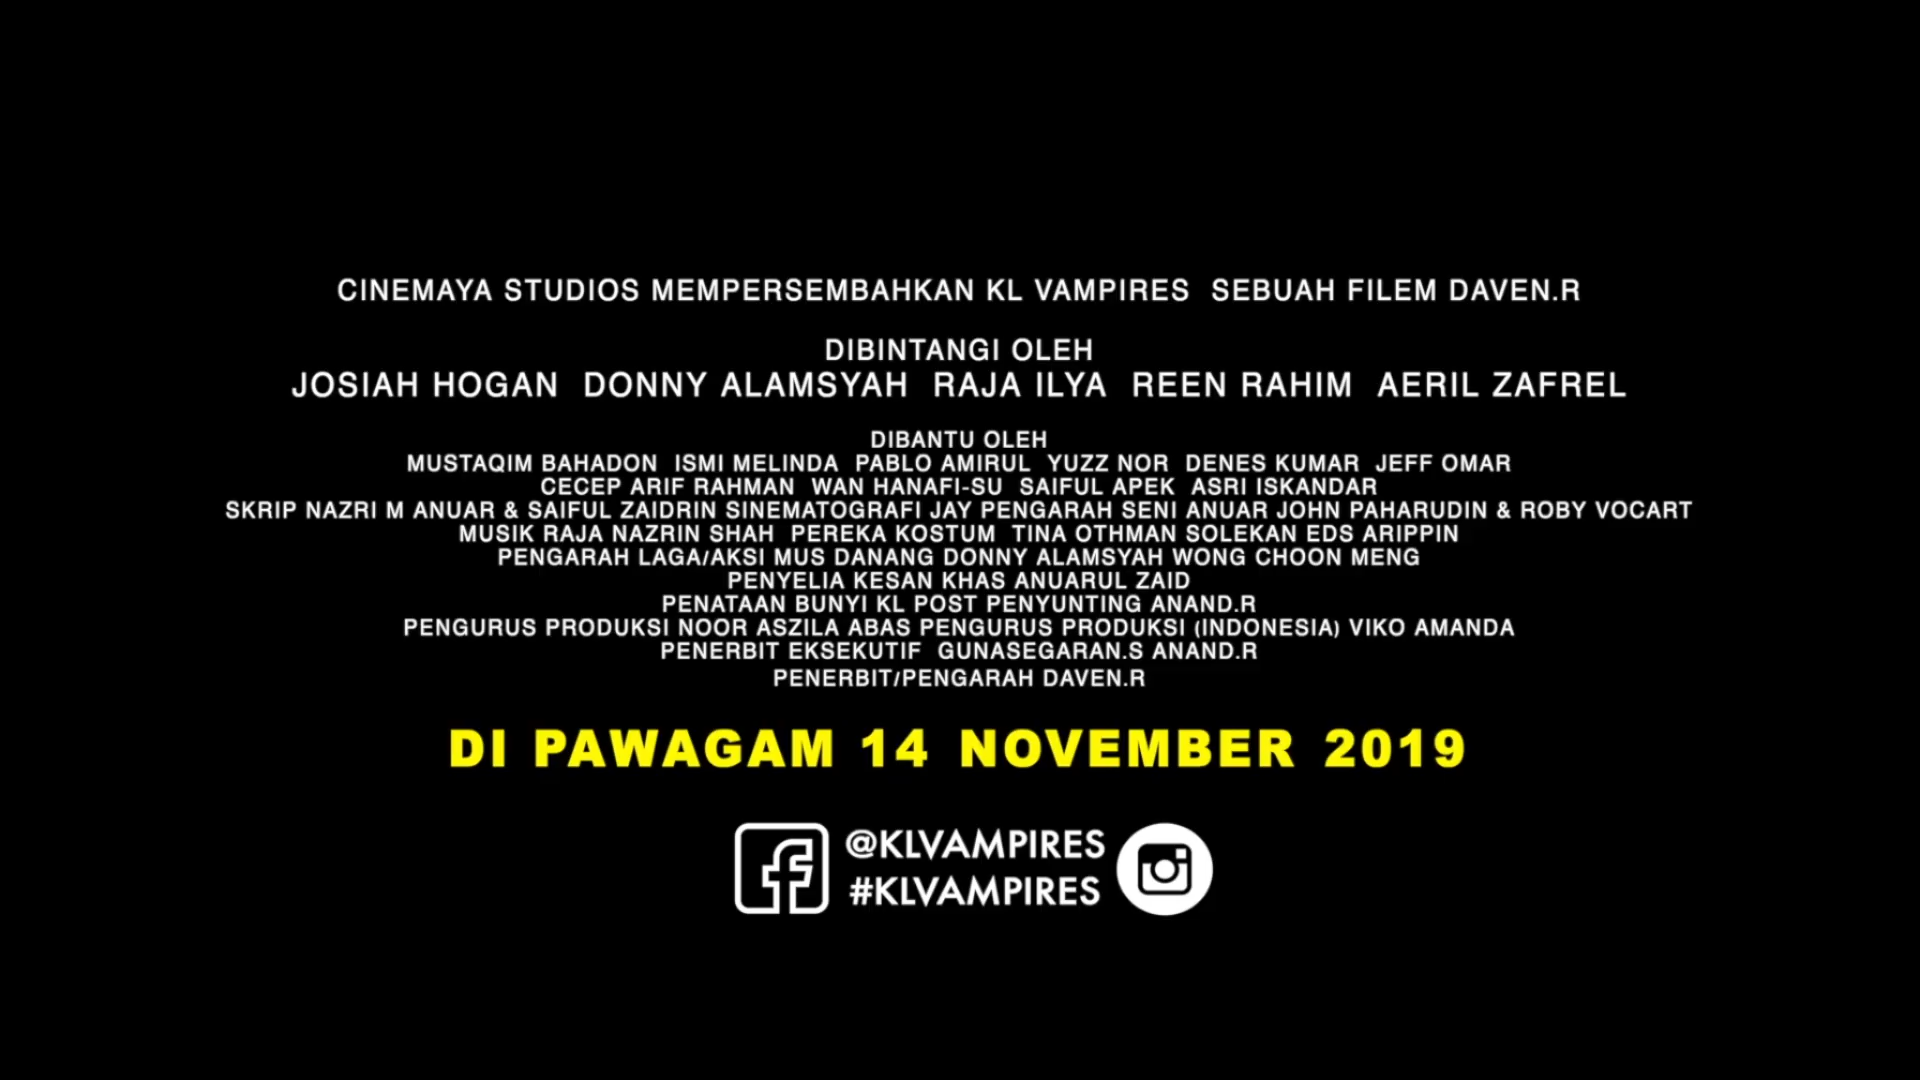 CINEMAYA STUDIOS MEMPERSEMBAHKAN KL VAMPIRES SEBUAH FILEM DAVEN.R
DIBINTANGI OLEH
JOSIAH HOGAN DONNY ALAMSYAH RAJA ILYA REEN RAHIM AERIL ZAFREL
DIBANTU OLEH
MUSTAQIM BAHADON ISMI MELINDA PABLO AMIRUL YUZZ NOR DENES KUMAR JEFF OMAR
CECEP ARIF RAHMAN WAN HANAFI-SU SAIFUL APEK ASRI ISKANDAR
SKRIP NAZRI M ANUAR & SAIFUL ZAIDRIN SINEMATOGRAFI JAY PENGARAH SENI ANUAR JOHN PAHARUDIN & ROBY VOCART
MUSIK RAJA NAZRIN SHAH PEREKA KOSTUM TINA OTHMAN SOLEKAN EDS ARIPPIN
PENGARAH LAGA/AKSI MUS DANANG DONNY ALAMSYAH WONG CHOON MENG
PENYELIA KESAN KHAS ANUARUL ZAID
PENATAAN BUNYI KL POST PENYUNTING ANAND.R
PENGURUS PRODUKSI NOOR ASZILA ABAS PENGURUS PRODUKSI (INDONESIA) VIKO AMANDA
PENERBIT EKSEKUTIF GUNASEGARAN.S ANAND.R
PENERBIT/PENGARAH DAVEN.R
DI PAWAGAM 14 NOVEMBER 2019
@KLVAMPIRES
#KLVAMPIRES